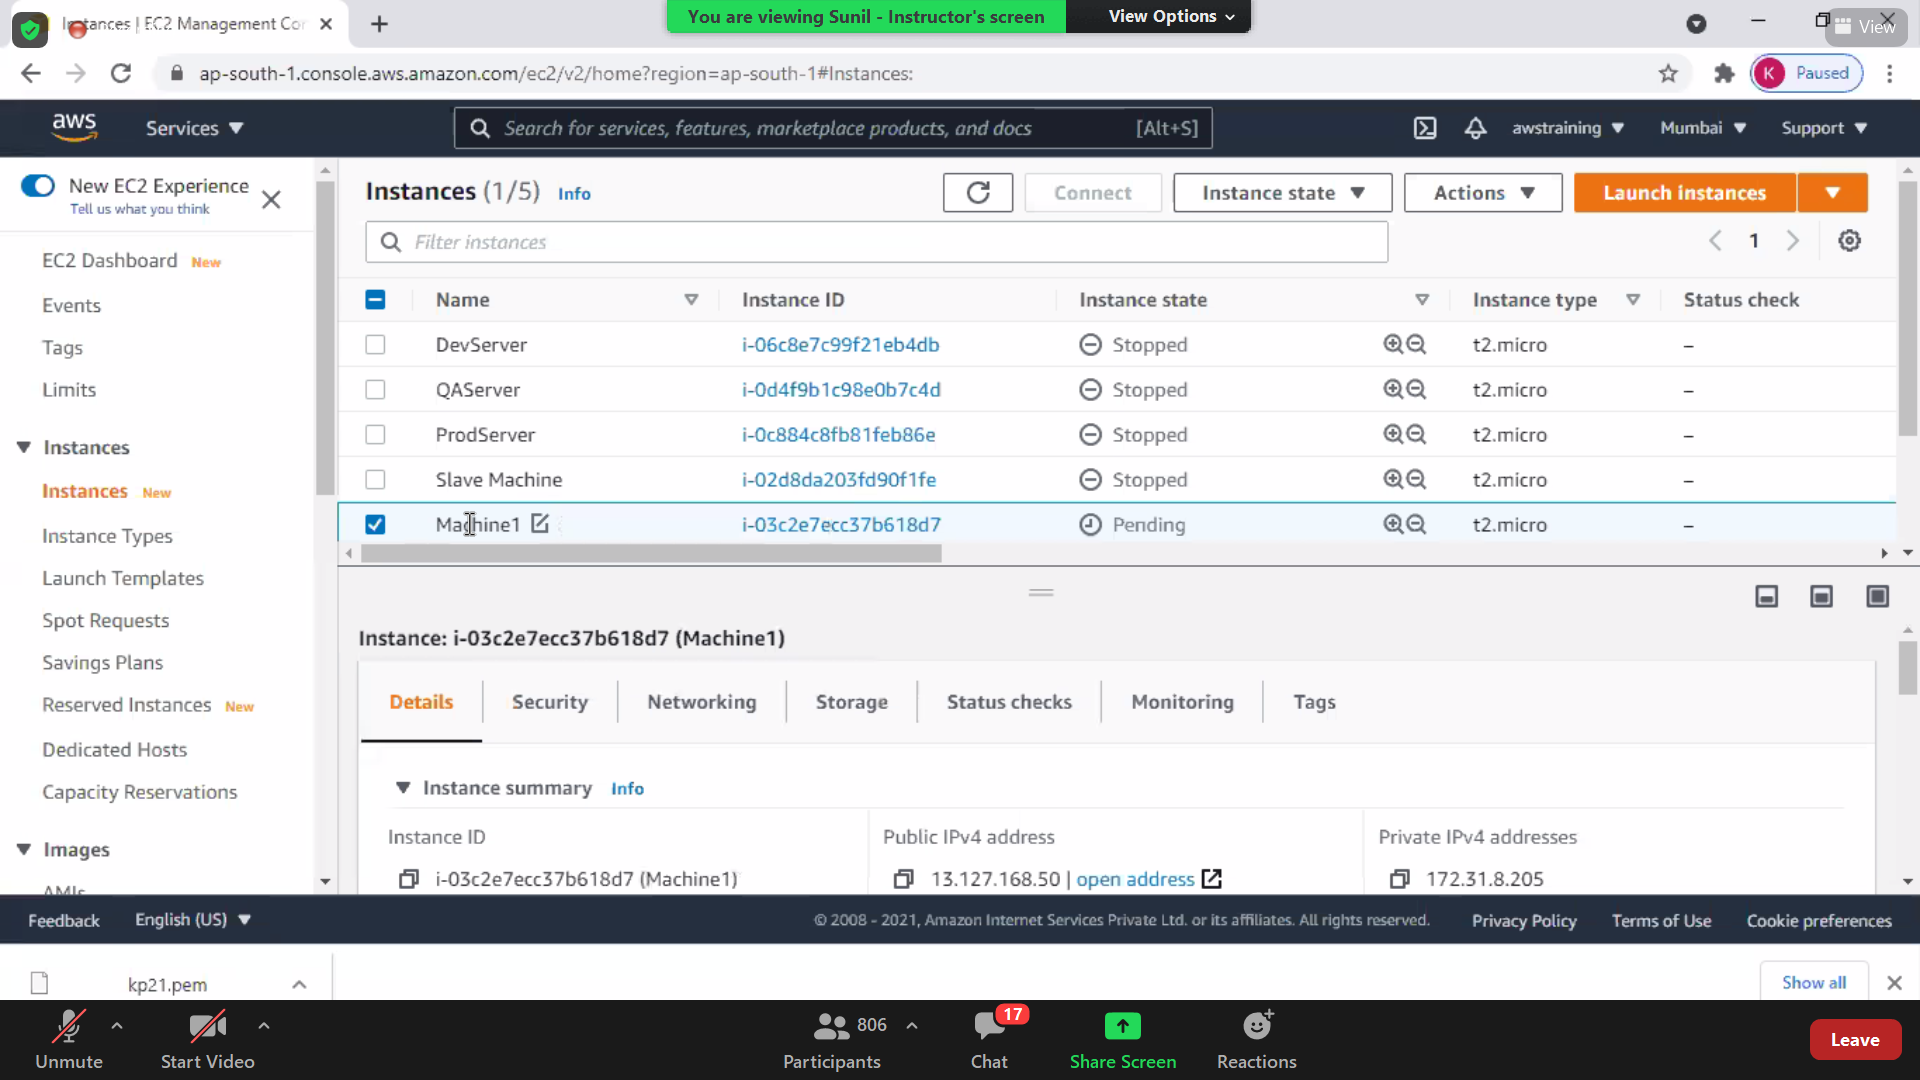 You are viewing Sunil - Instructor's screen
View Options
View
Instances | EC2 Management Con
ap-south-1.console.aws.amazon.com/ec2/v2/home?region=ap-south-1#Instances:
K Paused
aws
Services
Search for services, features, marketplace products, and docs [Alt+S]
awstraining
Mumbai
Support
New EC2 Experience
Tell us what you think
EC2 Dashboard New
Events
Tags
Limits
Instances
Instances New
Instance Types
Launch Templates
Spot Requests
Savings Plans
Reserved Instances New
Dedicated Hosts
Capacity Reservations
Images
AMIs
Instances (1/5) Info
Connect
Instance state
Actions
Launch instances
Filter instances
1
Name Instance ID Instance state Instance type Status check
DevServer i-06c8e7c99f21eb4db Stopped t2.micro –
QAServer i-0d4f9b1c98e0b7c4d Stopped t2.micro –
ProdServer i-0c884c8fb81feb86e Stopped t2.micro –
Slave Machine i-02d8da203fd90f1fe Stopped t2.micro –
Machine1 i-03c2e7ecc37b618d7 Pending t2.micro –
Instance: i-03c2e7ecc37b618d7 (Machine1)
Details Security Networking Storage Status checks Monitoring Tags
Instance summary Info
Instance ID
i-03c2e7ecc37b618d7 (Machine1)
Public IPv4 address
13.127.168.50 | open address
Private IPv4 addresses
172.31.8.205
Feedback English (US)
© 2008 - 2021, Amazon Internet Services Private Ltd. or its affiliates. All rights reserved. Privacy Policy Terms of Use Cookie preferences
kp21.pem
Show all
Unmute
Start Video
806
Participants
17
Chat
Share Screen
Reactions
Leave